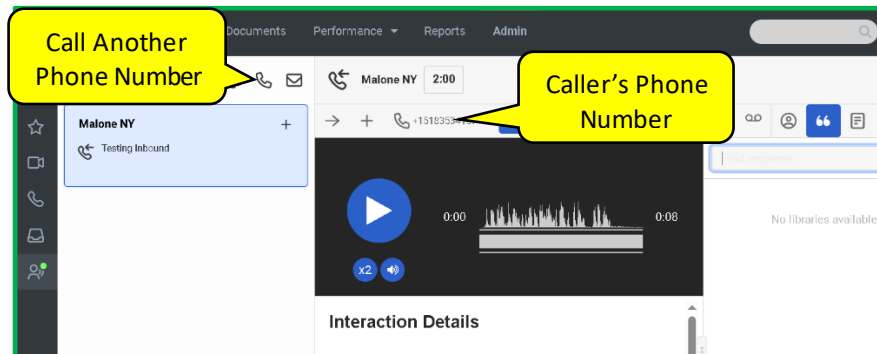 Call Another
Phone Number
Documents
Performance
Reports
Admin
Malone NY
2:00
Caller's Phone
Number
Malone NY
Testing Inbound
0:00
0:08
x2
No libraries available
Interaction Details